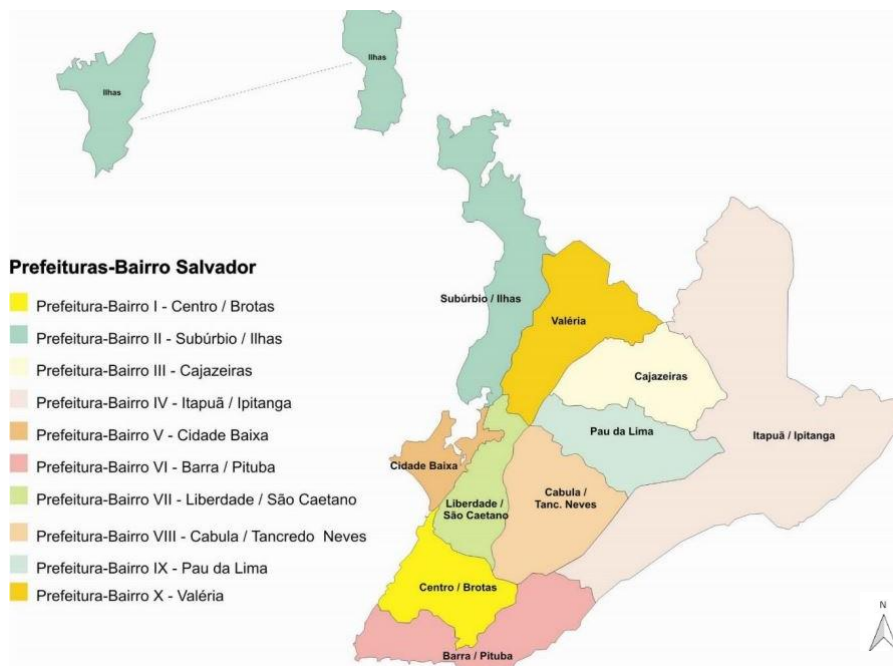 Ilhas
Ilhas
Prefeituras-Bairro Salvador
Prefeitura-Bairro I - Centro / Brotas
Prefeitura-Bairro II - Subúrbio / Ilhas
Prefeitura-Bairro III - Cajazeiras
Prefeitura-Bairro IV - Itapuã / Ipitanga
Prefeitura-Bairro V - Cidade Baixa
Prefeitura-Bairro VI - Barra / Pituba
Prefeitura-Bairro VII - Liberdade / São Caetano
Prefeitura-Bairro VIII - Cabula / Tancredo Neves
Prefeitura-Bairro IX - Pau da Lima
Prefeitura-Bairro X - Valéria
Subúrbio / Ilhas
Valéria
Cajazeiras
Pau da Lima
Itapuã / Ipitanga
Cidade Baixa
Liberdade /
São Caetano
Cabula /
Tanc. Neves
Centro / Brotas
Barra / Pituba
N